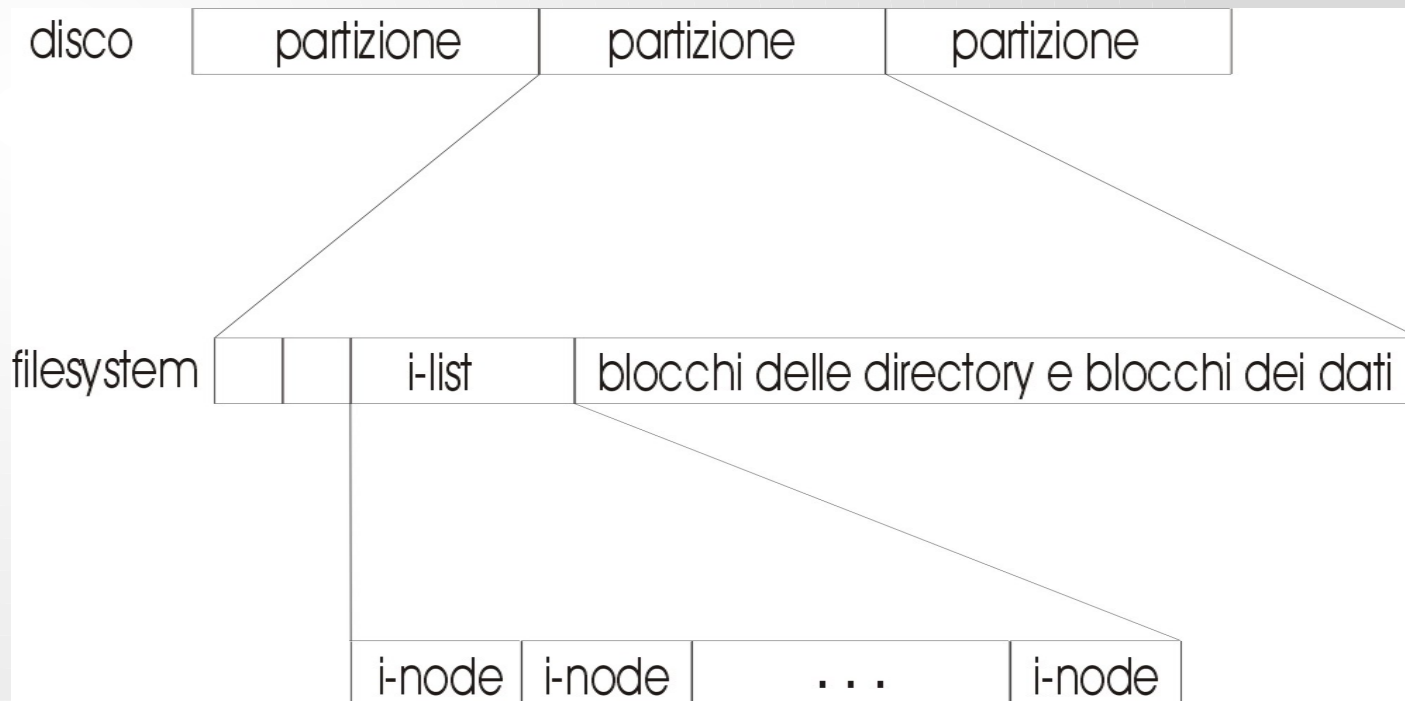 disco partizione partizione partizione
filesystem i-list blocchi delle directory e blocchi dei dati
i-node i-node . . . i-node